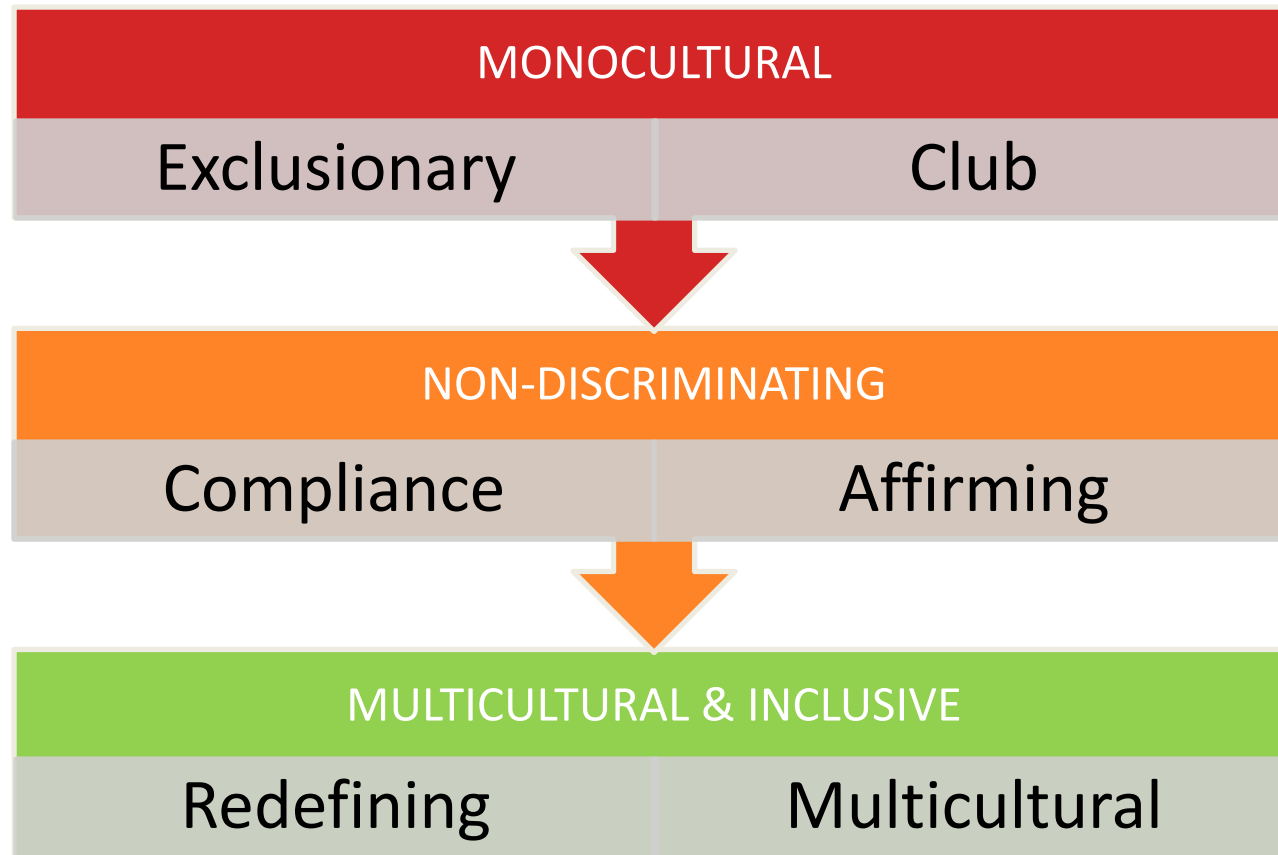 MONOCULTURAL
Exclusionary Club
NON-DISCRIMINATING
Compliance Affirming
MULTICULTURAL & INCLUSIVE
Redefining Multicultural